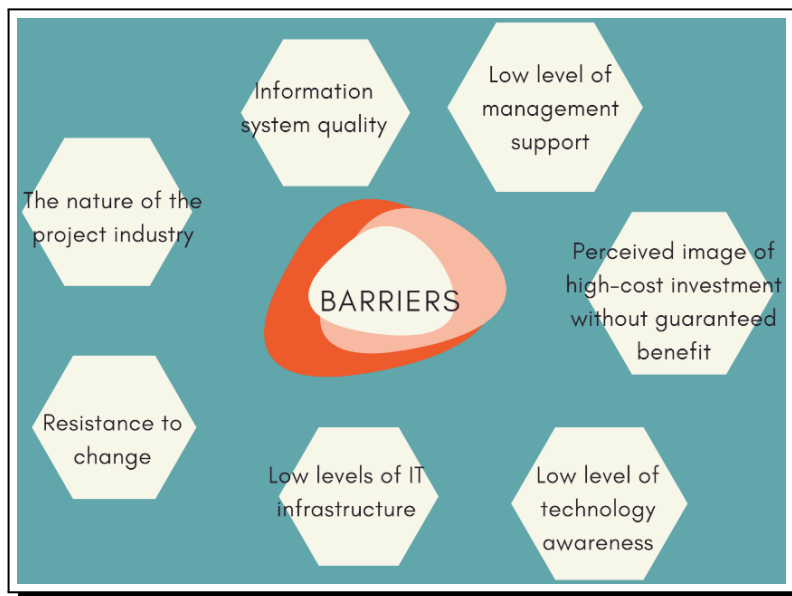 Information
system quality
Low level of
management
support
The nature of the
project industry
BARRIERS
Perceived image of
high-cost investment
without guaranteed
benefit
Resistance to
change
Low levels of IT
infrastructure
Low level of
technology
awareness